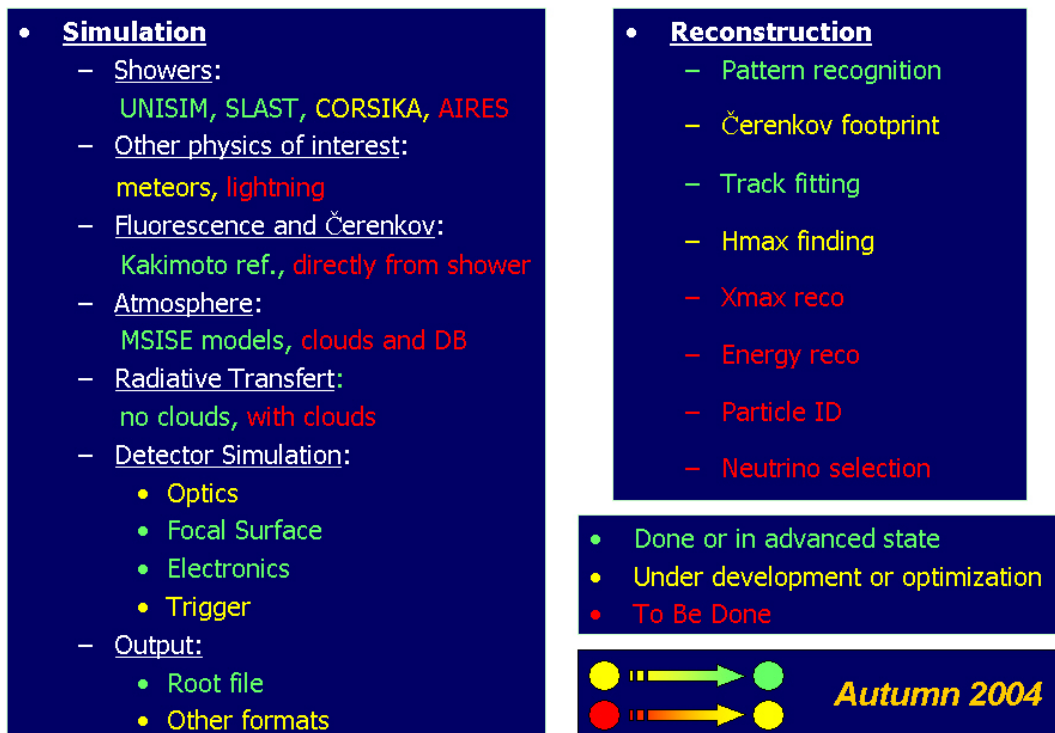 • Simulation
– Showers:
UNISIM, SLAST, CORSIKA, AIRES
– Other physics of interest:
meteors, lightning
– Fluorescence and Čerenkov:
Kakimoto ref., directly from shower
– Atmosphere:
MSISE models, clouds and DB
– Radiative Transfert:
no clouds, with clouds
– Detector Simulation:
• Optics
• Focal Surface
• Electronics
• Trigger
– Output:
• Root file
• Other formats
• Reconstruction
– Pattern recognition
– Čerenkov footprint
– Track fitting
– Hmax finding
– Xmax reco
– Energy reco
– Particle ID
– Neutrino selection
• Done or in advanced state
• Under development or optimization
• To Be Done
Autumn 2004